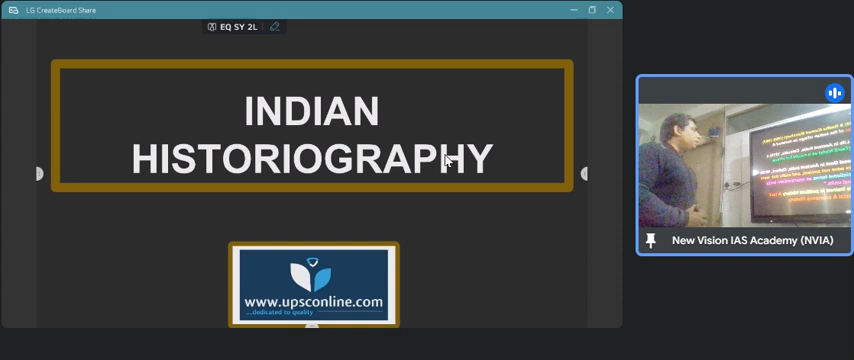 LG CreateBoard Share
EQ SY 2L
INDIAN
HISTORIOGRAPHY
www.upsconline.com
...dedicated to quality
New Vision IAS Academy (NVIA)